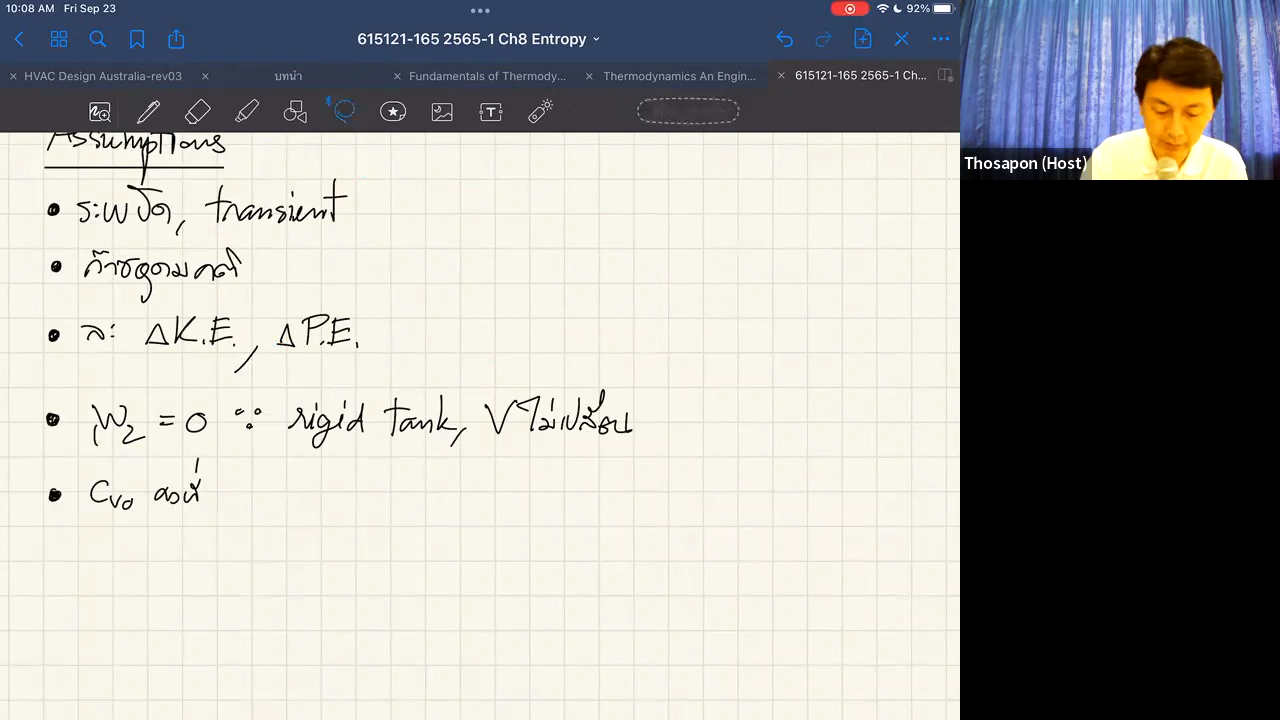 10:08 AM Fri Sep 23
92%
615121-165 2565-1 Ch8 Entropy
HVAC Design Australia-rev03
บทนำ
Fundamentals of Thermody...
Thermodynamics An Engin...
615121-165 2565-1 Ch...
Thosapon (Host)
Assumptions
• ระบบปิด, transient
• ก๊าซอุดมคติ
• ละ ΔK.E., ΔP.E.
• ₁W₂ = 0 ∵ rigid tank, V ไม่เปลี่ยน
• Cv₀ คงที่